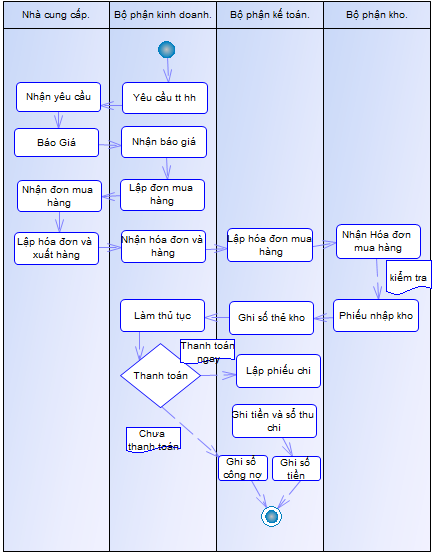 Nhà cung cấp.
Bộ phận kinh doanh.
Bộ phận kế toán.
Bộ phận kho.
Nhận yêu cầu
Yêu cầu tt hh
Báo Giá
Nhận báo giá
Nhận đơn mua
hàng
Lập đơn mua
hàng
Lập hóa đơn và
xuất hàng
Nhận hóa đơn và
hàng
Lập hóa đơn mua
hàng
Nhận Hóa đơn
mua hàng
kiểm tra
Làm thủ tục
Ghi số thẻ kho
Phiếu nhập kho
Thanh toán
ngay
Thanh toán
Lập phiếu chi
Ghi tiền và sổ thu
chi
Chưa
thanh toán
Ghi số
công nợ
Ghi số
tiền